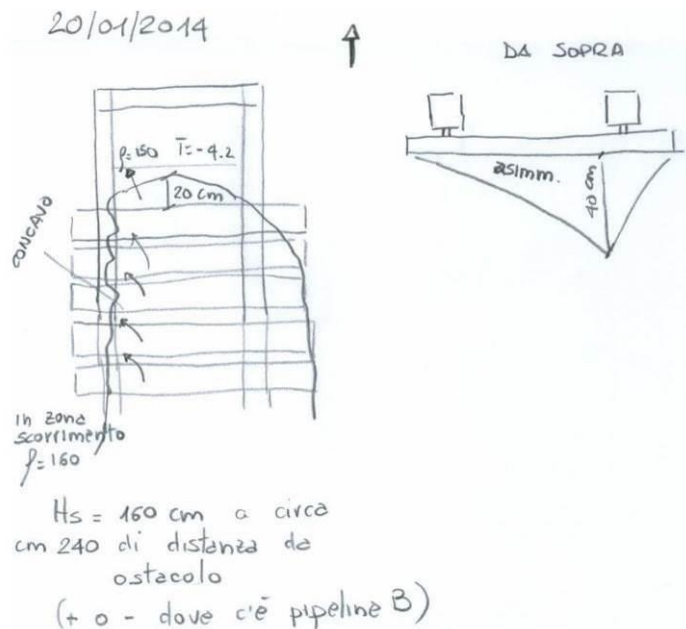 20/01/2014
DA SOPRA
ρ=150 T=-4.2
20 cm
CONCAVO
asimm.
40 cm
In zona
scorrimento
ρ=160
Hs = 160 cm a circa
cm 240 di distanza da
ostacolo
(+ o - dove c'è pipeline B)